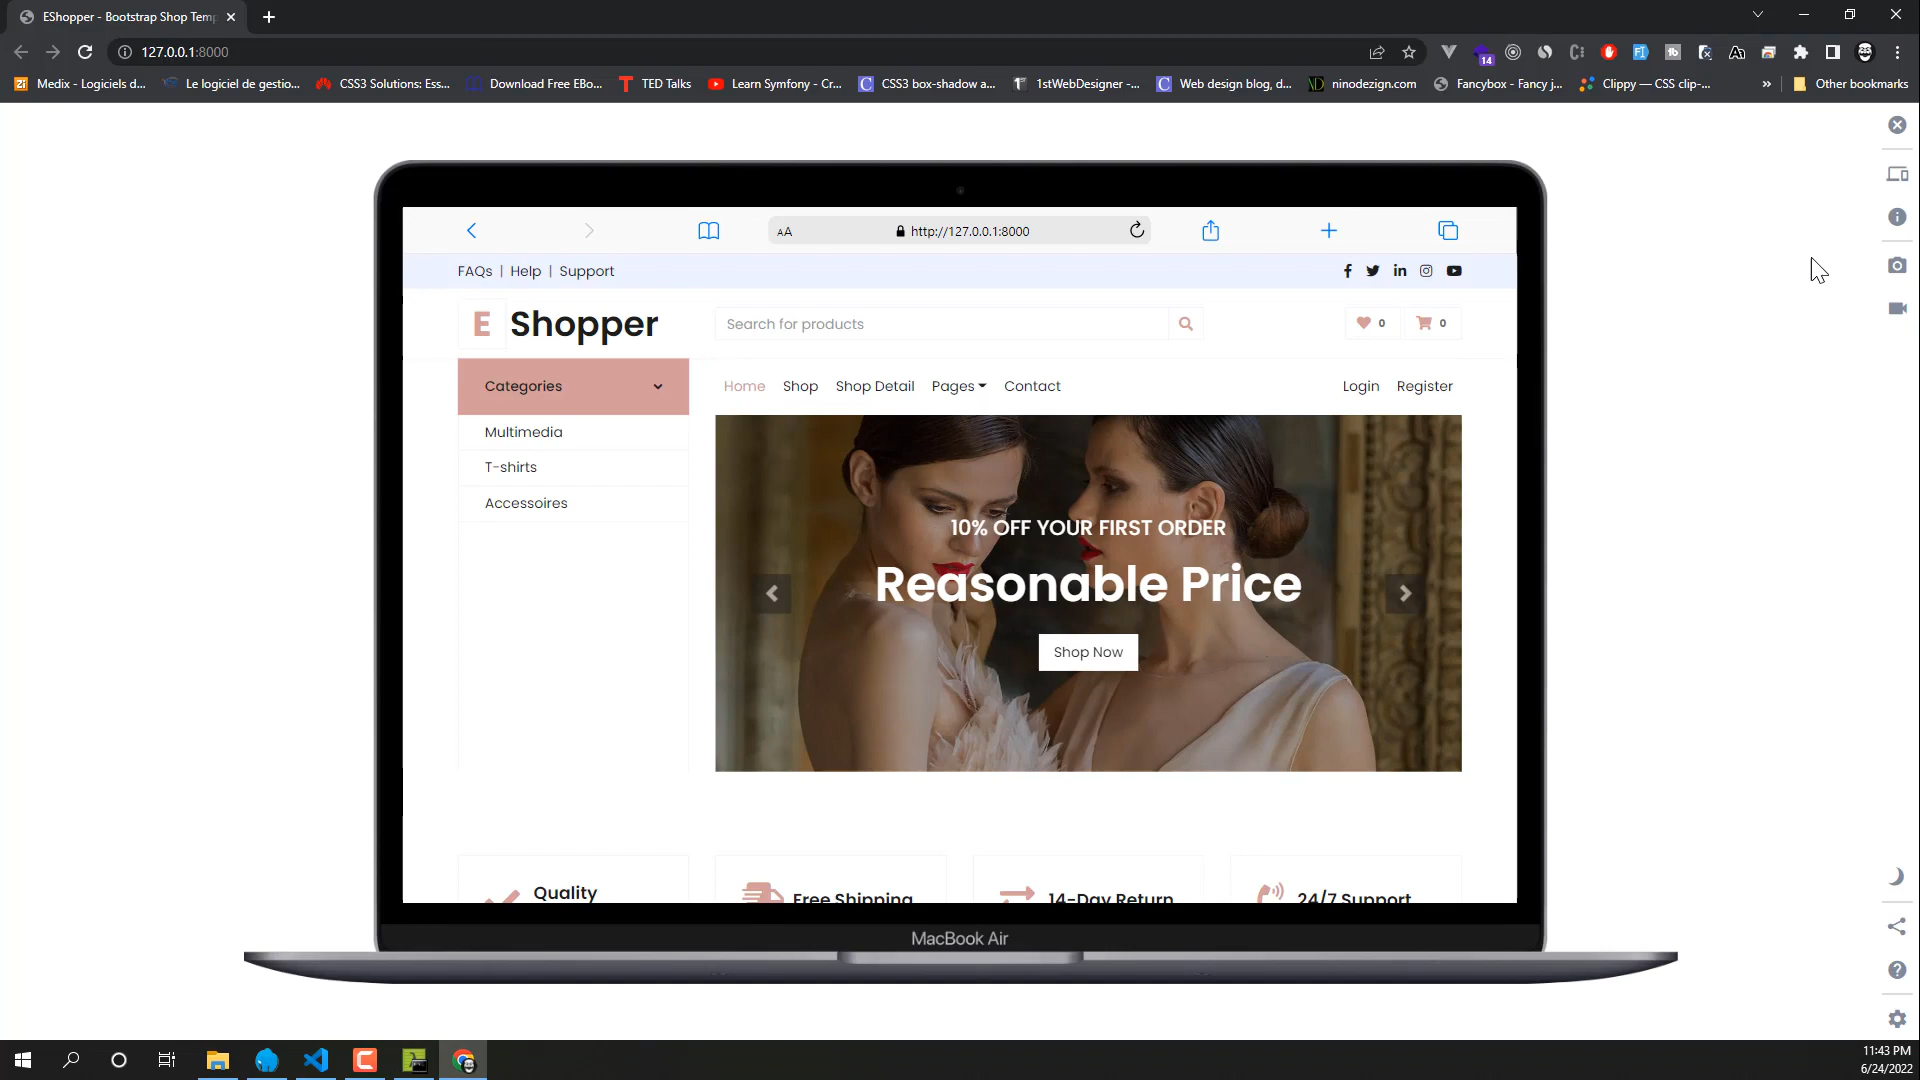 EShopper - Bootstrap Shop Temp
127.0.0.1:8000
14
Medix - Logiciels d...
Le logiciel de gestio...
CSS3 Solutions: Ess...
Download Free EBo...
TED Talks
Learn Symfony - Cr...
CSS3 box-shadow a...
1stWebDesigner -...
Web design blog, d...
ninodezign.com
Fancybox - Fancy j...
Clippy — CSS clip-...
»
Other bookmarks
AA
http://127.0.0.1:8000
FAQs | Help | Support
E Shopper
Search for products
0
0
Categories
Home
Shop
Shop Detail
Pages
Contact
Login
Register
Multimedia
T-shirts
Accessoires
10% OFF YOUR FIRST ORDER
Reasonable Price
Shop Now
Quality
Free Shipping
14-Day Return
24/7 Support
MacBook Air
11:43 PM
6/24/2022